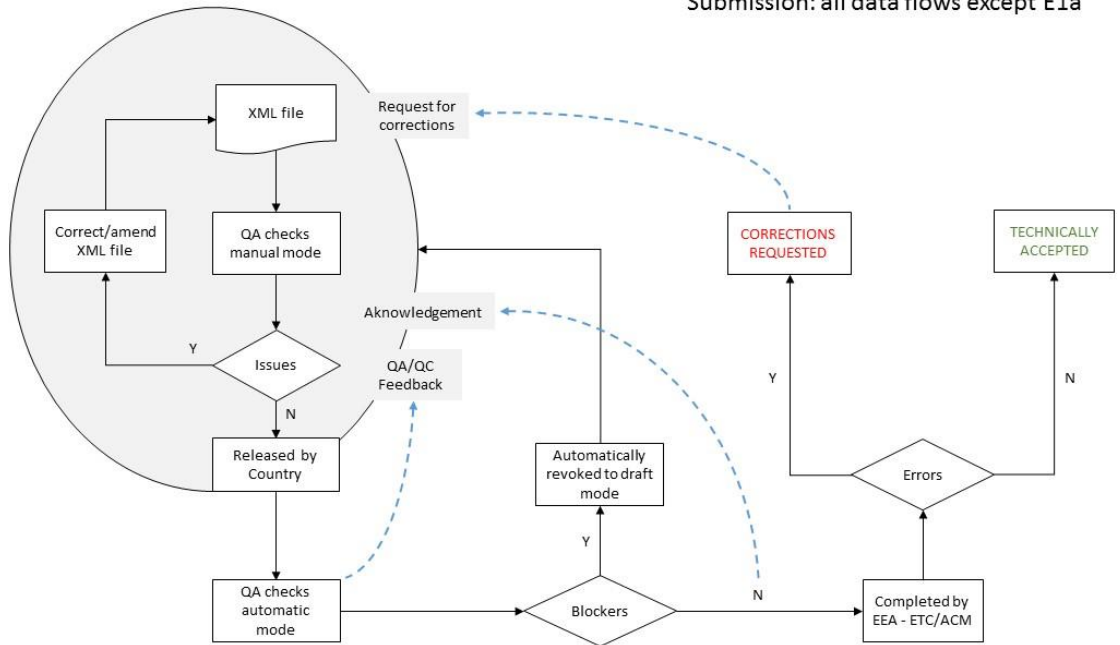 Submission: all data flows except E1a
XML file
Request for
corrections
Correct/amend
XML file
QA checks
manual mode
CORRECTIONS
REQUESTED
TECHNICALLY
ACCEPTED
Aknowledgement
Y
Issues
QA/QC
Feedback
Y
N
N
Released by
Country
Automatically
revoked to draft
mode
Errors
Y
QA checks
automatic
mode
Blockers
N
Completed by
EEA - ETC/ACM